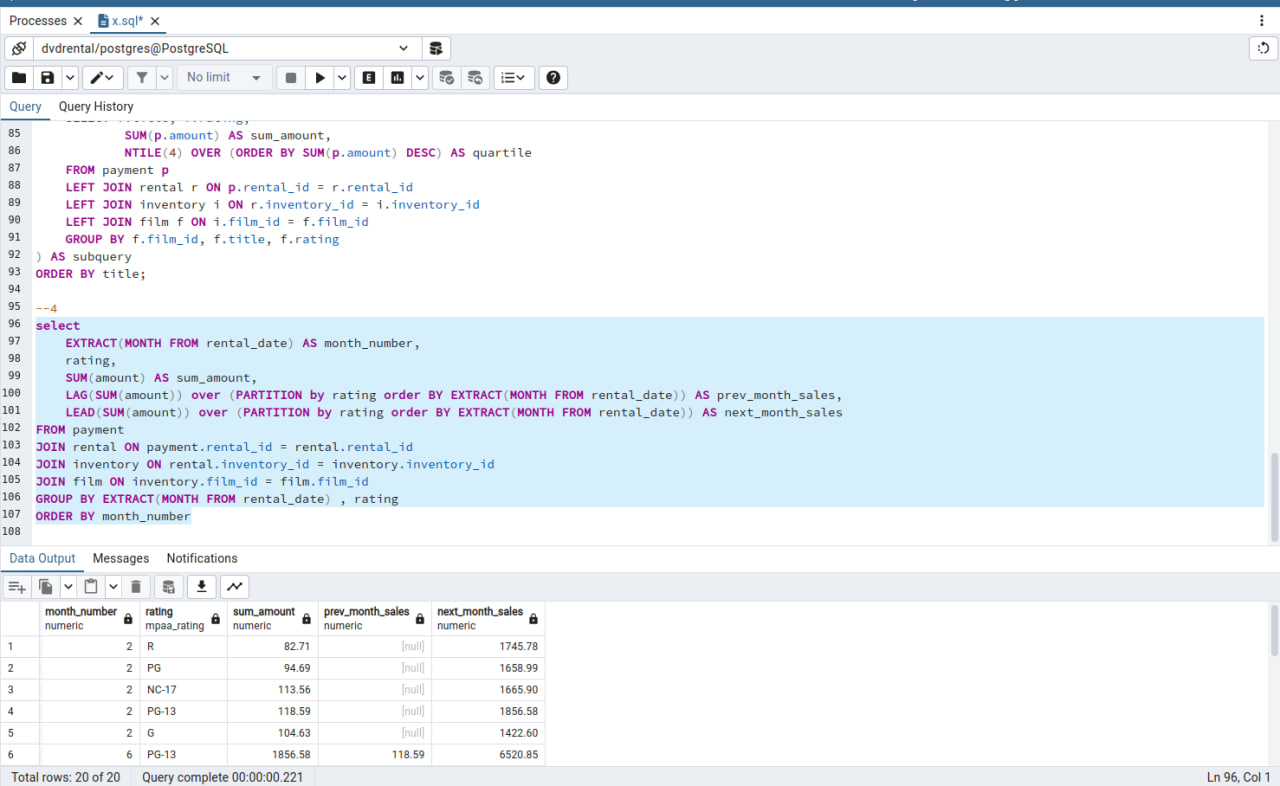 Processes
x.sql*
dvdrental/postgres@PostgreSQL
No limit
E
Query Query History
85 SUM(p.amount) AS sum_amount,
86 NTILE(4) OVER (ORDER BY SUM(p.amount) DESC) AS quartile
87 FROM payment p
88 LEFT JOIN rental r ON p.rental_id = r.rental_id
89 LEFT JOIN inventory i ON r.inventory_id = i.inventory_id
90 LEFT JOIN film f ON i.film_id = f.film_id
91 GROUP BY f.film_id, f.title, f.rating
92 ) AS subquery
93 ORDER BY title;
94
95 --4
96 select
97 EXTRACT(MONTH FROM rental_date) AS month_number,
98 rating,
99 SUM(amount) AS sum_amount,
100 LAG(SUM(amount)) over (PARTITION by rating order BY EXTRACT(MONTH FROM rental_date)) AS prev_month_sales,
101 LEAD(SUM(amount)) over (PARTITION by rating order BY EXTRACT(MONTH FROM rental_date)) AS next_month_sales
102 FROM payment
103 JOIN rental ON payment.rental_id = rental.rental_id
104 JOIN inventory ON rental.inventory_id = inventory.inventory_id
105 JOIN film ON inventory.film_id = film.film_id
106 GROUP BY EXTRACT(MONTH FROM rental_date) , rating
107 ORDER BY month_number
108
Data Output Messages Notifications
month_number rating sum_amount prev_month_sales next_month_sales
numeric mpaa_rating numeric numeric numeric
1 2 R 82.71 [null] 1745.78
2 2 PG 94.69 [null] 1658.99
3 2 NC-17 113.56 [null] 1665.90
4 2 PG-13 118.59 [null] 1856.58
5 2 G 104.63 [null] 1422.60
6 6 PG-13 1856.58 118.59 6520.85
Total rows: 20 of 20 Query complete 00:00:00.221 Ln 96, Col 1